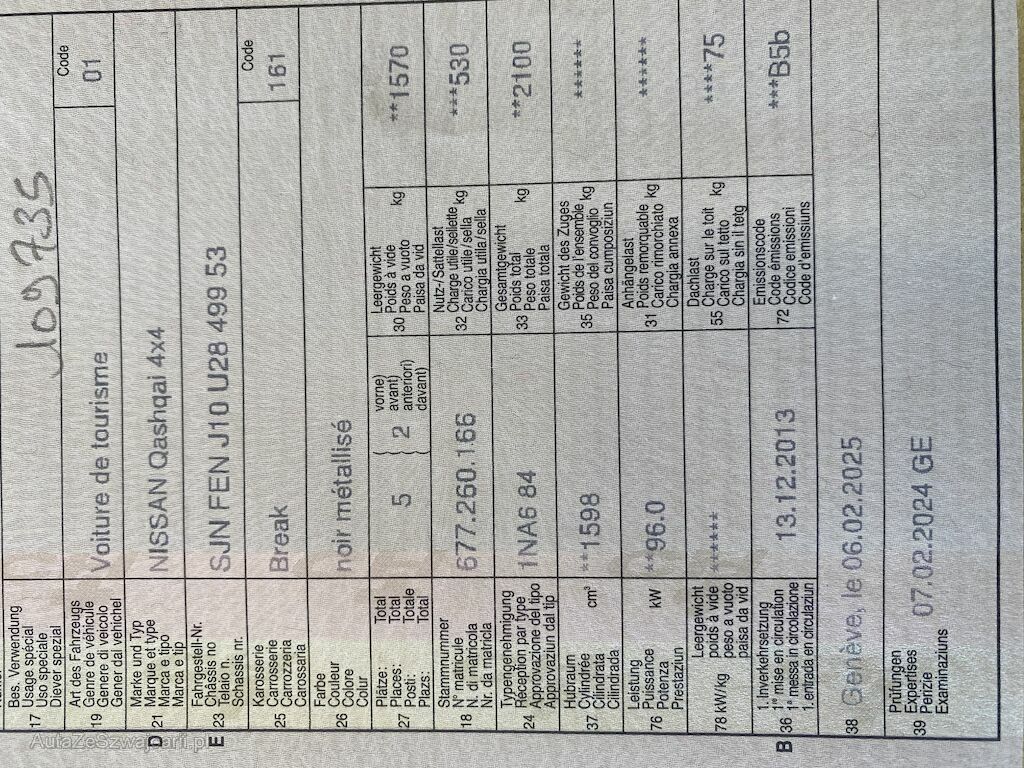 109735
17 Bes. Verwendung
Usage spécial
Uso speciale
Diever spezial
19 Art des Fahrzeugs
Genre de véhicule
Genere di veicolo
Gener dal vehichel
Voiture de tourisme
Code
01
D 21 Marke und Typ
Marque et type
Marca e tipo
Marca e tip
NISSAN Qashqai 4x4
E 23 Fahrgestell-Nr.
Châssis no
Telaio n.
Schassis nr.
SJN FEN J10 U28 499 53
25 Karosserie
Carrosserie
Carrozzeria
Carossaria
Break
Code
161
26 Farbe
Couleur
Colore
Colur
noir métallisé
27 Plätze: Total
Places: Total
Posti: Totale
Plazs: Total
5 2
vorne)
avant)
anteriori)
davant)
30 Leergewicht
Poids à vide kg
Peso a vuoto
Paisa da vid
**1570
18 Stammnummer
N° matricule
N. di matricola
Nr. da matricla
677.260.166
32 Nutz-/Sattellast
Charge utile/sellette kg
Carico utile/sella
Chargia utila/sella
***530
24 Typengenehmigung
Réception par type
Approvazione del tipo
Approvaziun dal tip
1NA6 84
33 Gesamtgewicht
Poids total kg
Peso totale
Paisa totala
**2100
37 Hubraum
Cylindrée cm³
Cilindrata
Cilindrada
**1598
35 Gewicht des Zuges
Poids de l'ensemble kg
Peso del convoglio
Paisa cumposiziun
******
76 Leistung
Puissance kW
Potenza
Prestaziun
**96.0
31 Anhängelast
Poids remorquable kg
Carico rimorchiato
Chargia annexa
******
78 kW/kg Leergewicht
poids à vide
peso a vuoto
paisa da vid
******
55 Dachlast
Charge sur le toit kg
Carico sul tetto
Chargia sin il tetg
****75
B 36 1. Inverkehrsetzung
1re mise en circulation
1a messa in circolazione
1. entrada en circulaziun
13.12.2013
72 Emissionscode
Code émissions
Codice emissioni
Code d'emissiuns
***B5b
38 Genève, le 06.02.2025
39 Prüfungen
Expertises
Perizie
Examinaziuns
07.02.2024 GE
AutaZeSzwajcarii.pl